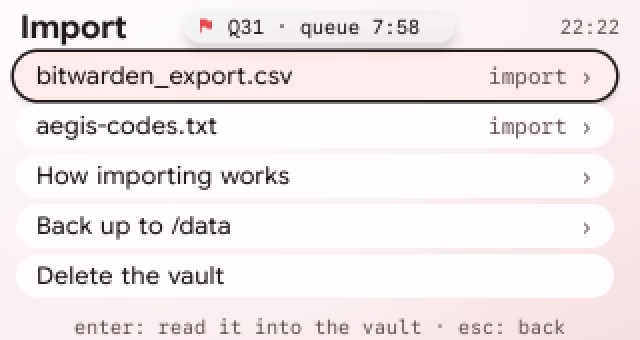 Import
Q31 · queue 7:58
22:22
bitwarden_export.csv import ›
aegis-codes.txt import ›
How importing works ›
Back up to /data ›
Delete the vault
enter: read it into the vault · esc: back